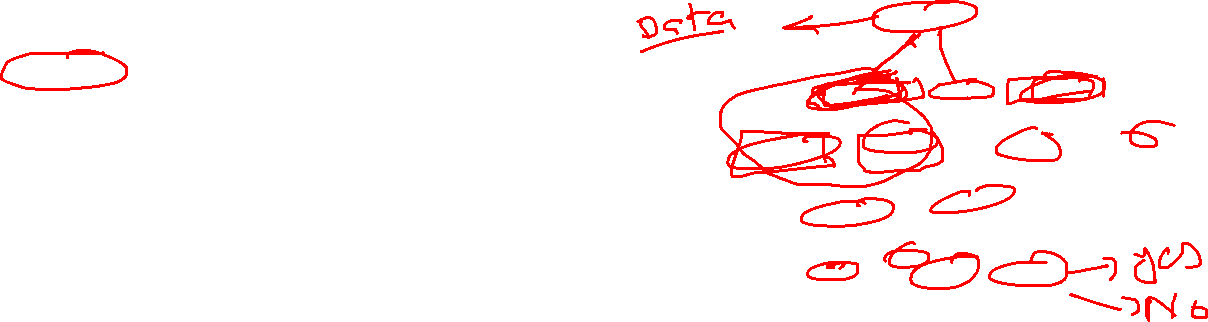 Data
yes
No